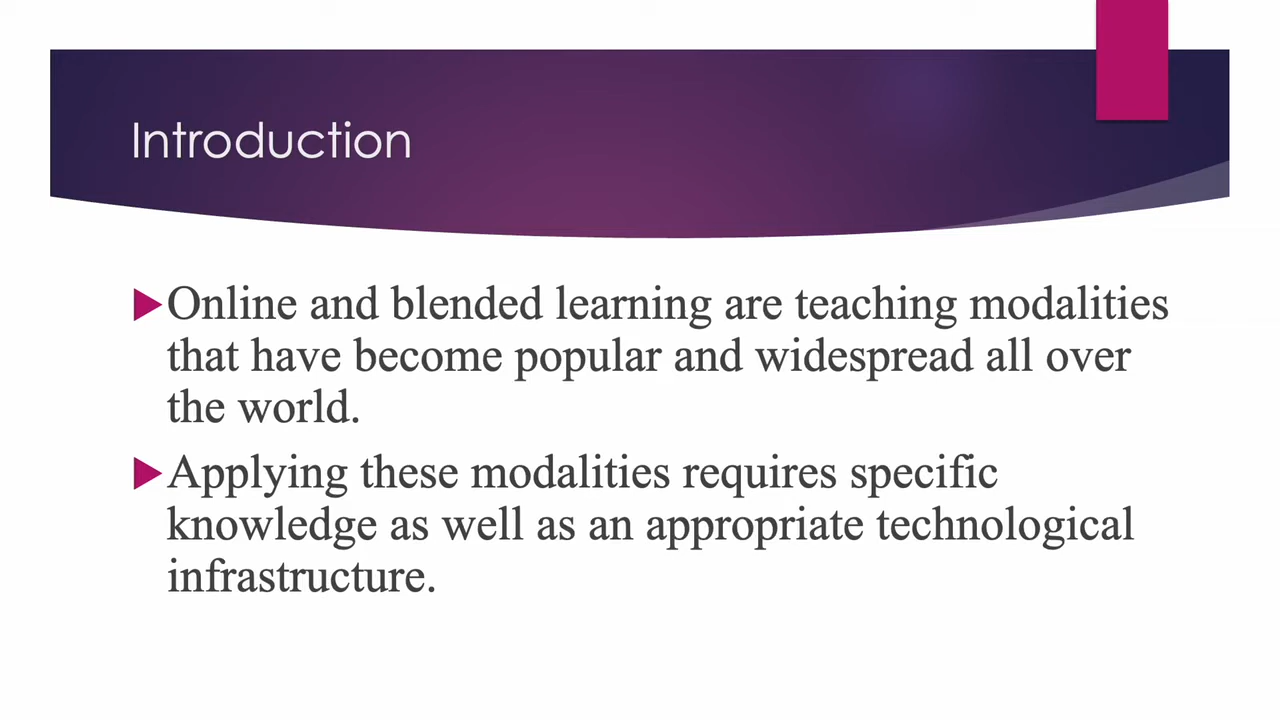 Introduction
Online and blended learning are teaching modalities
that have become popular and widespread all over
the world.
Applying these modalities requires specific
knowledge as well as an appropriate technological
infrastructure.